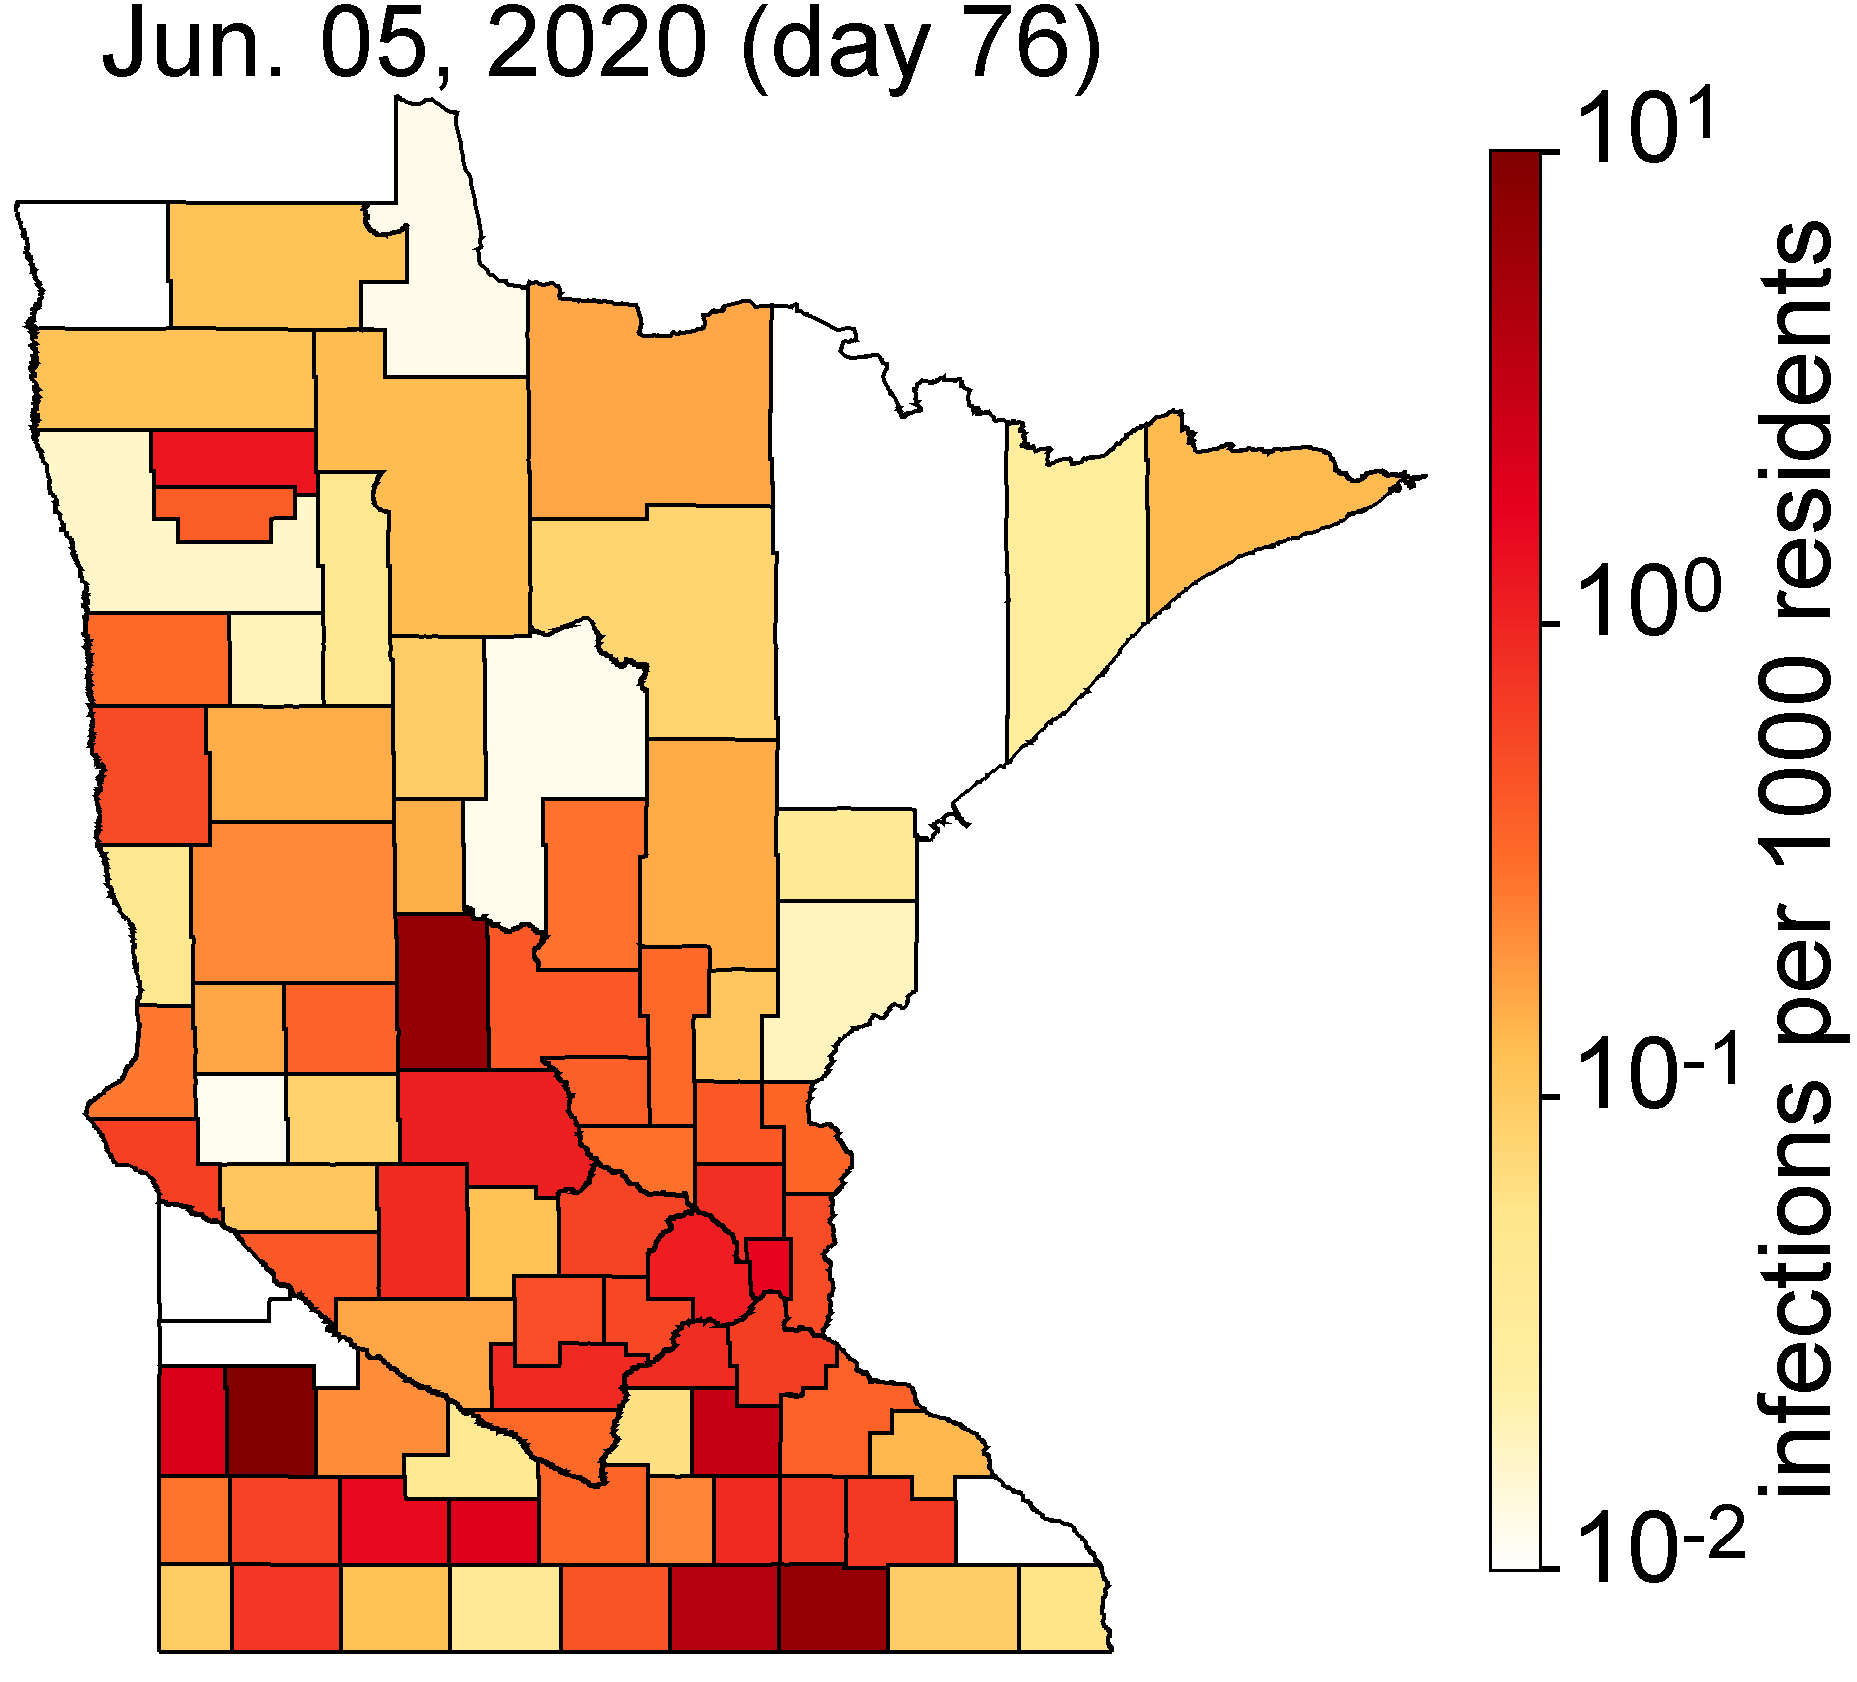 Jun. 05, 2020 (day 76)
10¹
10⁰
10⁻¹
10⁻²
infections per 1000 residents